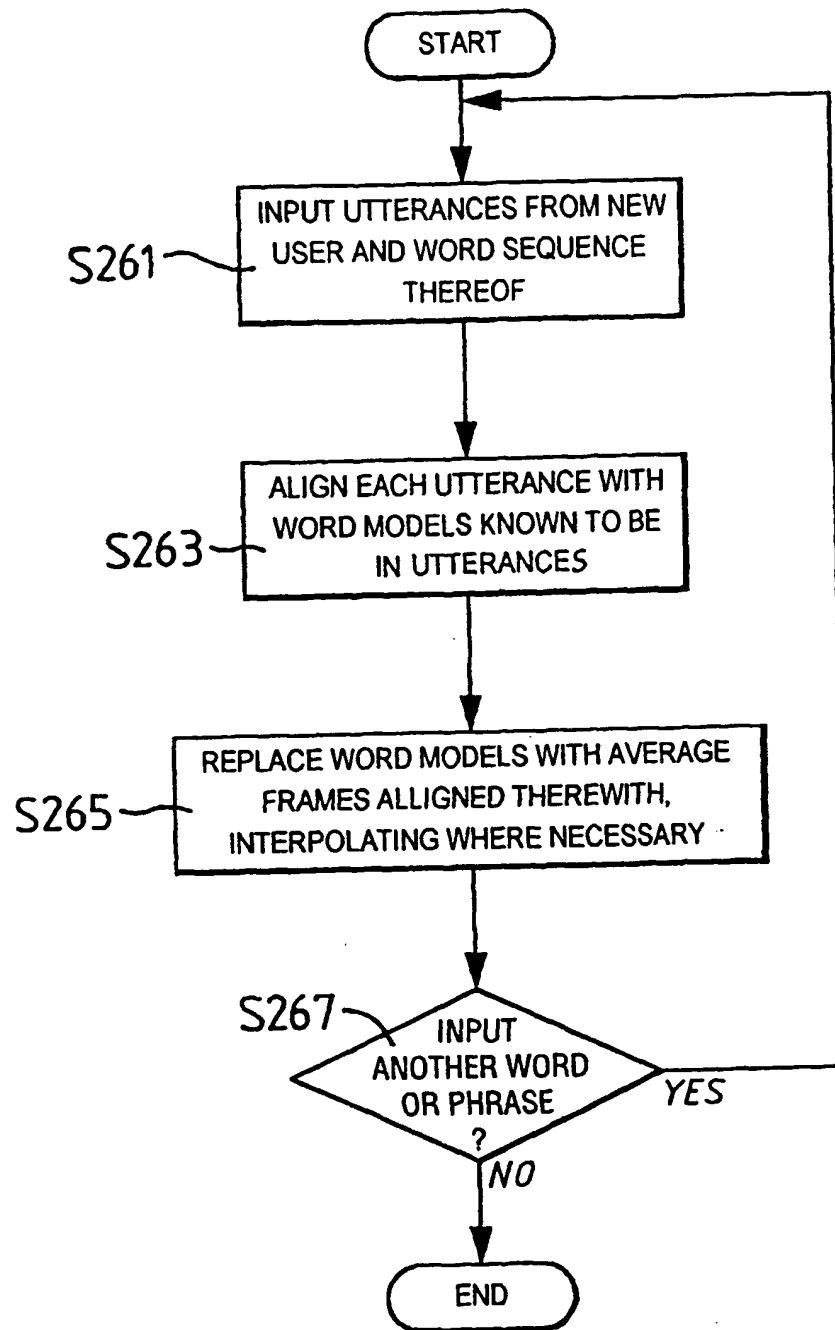 START
INPUT UTTERANCES FROM NEW
USER AND WORD SEQUENCE
THEREOF
S261
ALIGN EACH UTTERANCE WITH
WORD MODELS KNOWN TO BE
IN UTTERANCES
S263
REPLACE WORD MODELS WITH AVERAGE
FRAMES ALLIGNED THEREWITH,
INTERPOLATING WHERE NECESSARY
S265
S267
INPUT
ANOTHER WORD
OR PHRASE
?
YES
NO
END